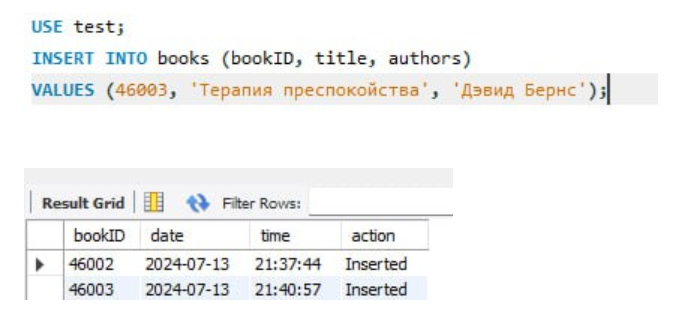 USE test;
INSERT INTO books (bookID, title, authors)
VALUES (46003, 'Терапия преспокойства', 'Дэвид Бернс');
Result Grid Filter Rows:
bookID date time action
46002 2024-07-13 21:37:44 Inserted
46003 2024-07-13 21:40:57 Inserted